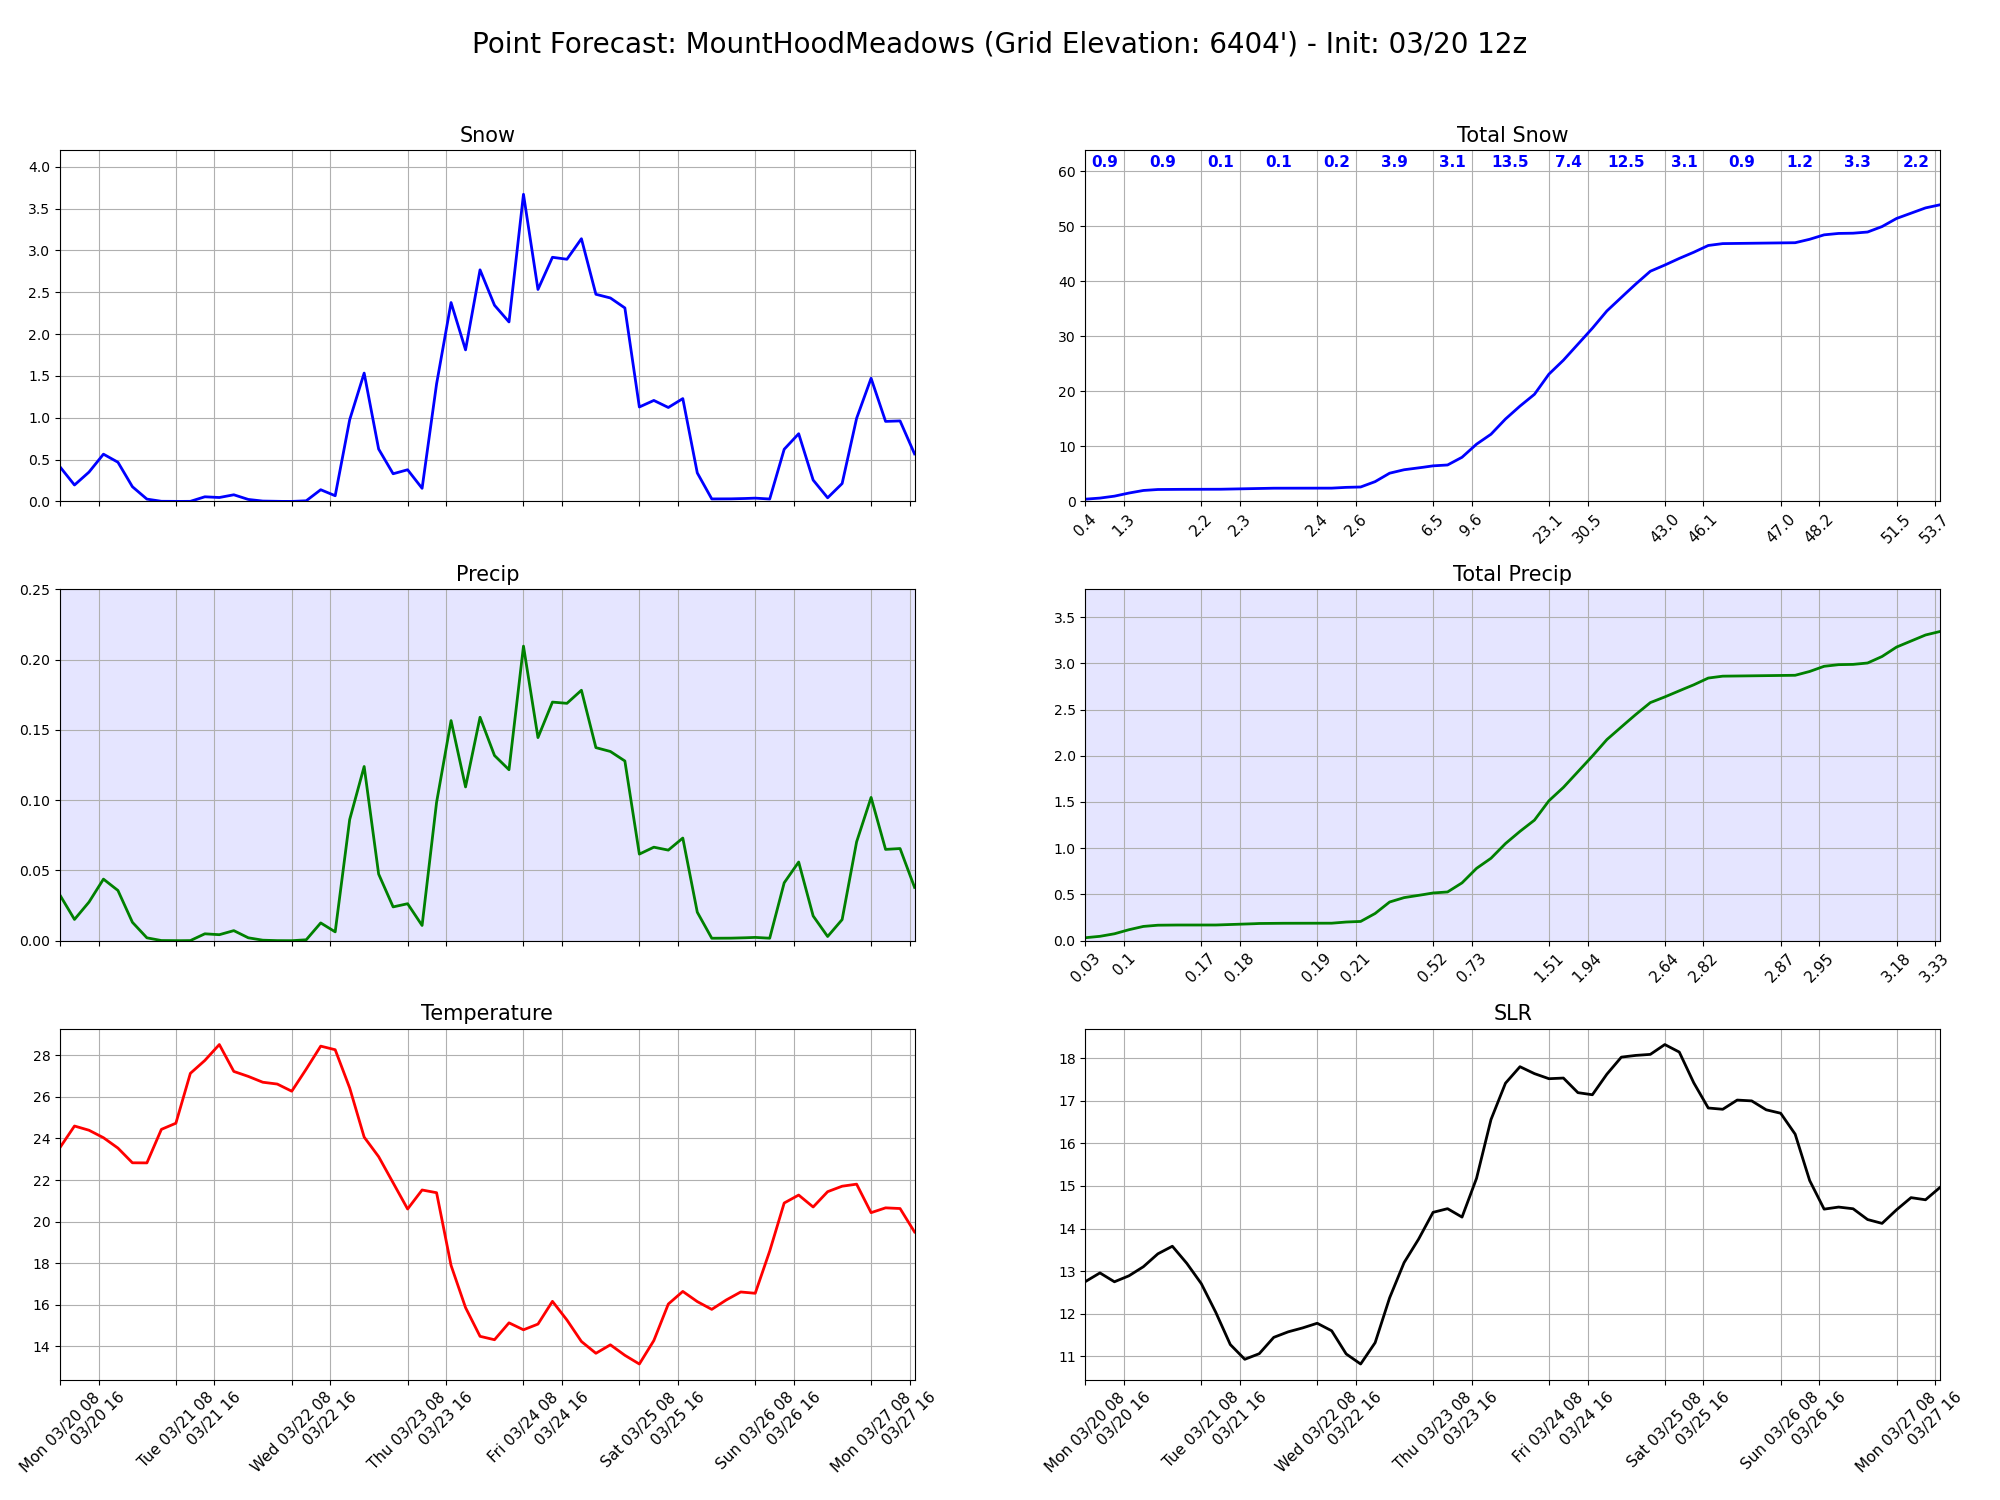 Point Forecast: MountHoodMeadows (Grid Elevation: 6404') - Init: 03/20 12z
Snow
4.0
3.5
3.0
2.5
2.0
1.5
1.0
0.5
0.0
Total Snow
0.9 0.9 0.1 0.1 0.2 3.9 3.1 13.5 7.4 12.5 3.1 0.9 1.2 3.3 2.2
60
50
40
30
20
10
0
0.4 1.3 2.2 2.3 2.4 2.6 6.5 9.6 23.1 30.5 43.0 46.1 47.0 48.2 51.5 53.7
Precip
0.25
0.20
0.15
0.10
0.05
0.00
Total Precip
3.5
3.0
2.5
2.0
1.5
1.0
0.5
0.0
0.03 0.1 0.17 0.18 0.19 0.21 0.52 0.73 1.51 1.94 2.64 2.82 2.87 2.95 3.18 3.33
Temperature
28
26
24
22
20
18
16
14
Mon 03/20 08
03/20 16
Tue 03/21 08
03/21 16
Wed 03/22 08
03/22 16
Thu 03/23 08
03/23 16
Fri 03/24 08
03/24 16
Sat 03/25 08
03/25 16
Sun 03/26 08
03/26 16
Mon 03/27 08
03/27 16
SLR
18
17
16
15
14
13
12
11
Mon 03/20 08
03/20 16
Tue 03/21 08
03/21 16
Wed 03/22 08
03/22 16
Thu 03/23 08
03/23 16
Fri 03/24 08
03/24 16
Sat 03/25 08
03/25 16
Sun 03/26 08
03/26 16
Mon 03/27 08
03/27 16